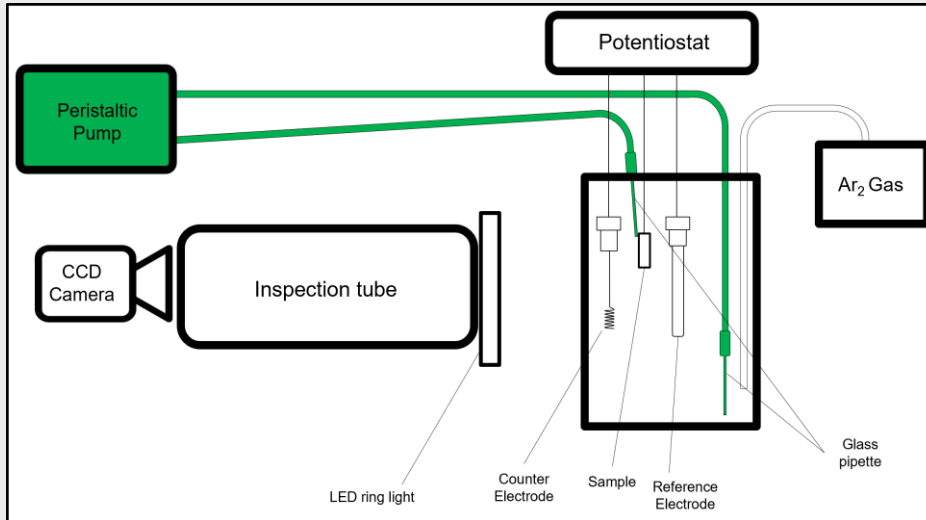 Potentiostat
Peristaltic
Pump
Ar₂ Gas
CCD
Camera
Inspection tube
Glass
pipette
Counter
Electrode
Sample
Reference
Electrode
LED ring light